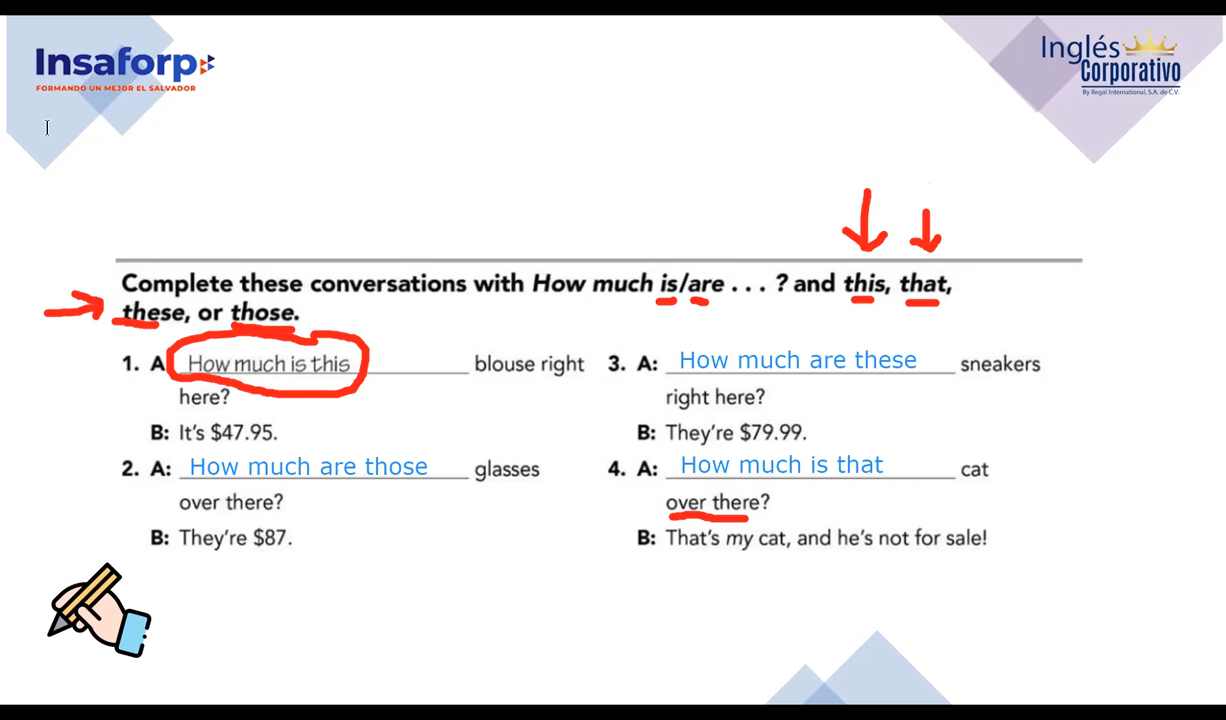 Insaforp
FORMANDO UN MEJOR EL SALVADOR
Inglés
Corporativo
By Regal International, S.A. de C.V.
Complete these conversations with How much is/are . . . ? and this, that,
these, or those.
1. A: How much is this blouse right
here?
B: It's $47.95.
2. A: How much are those glasses
over there?
B: They're $87.
3. A: How much are these sneakers
right here?
B: They're $79.99.
4. A: How much is that cat
over there?
B: That's my cat, and he's not for sale!